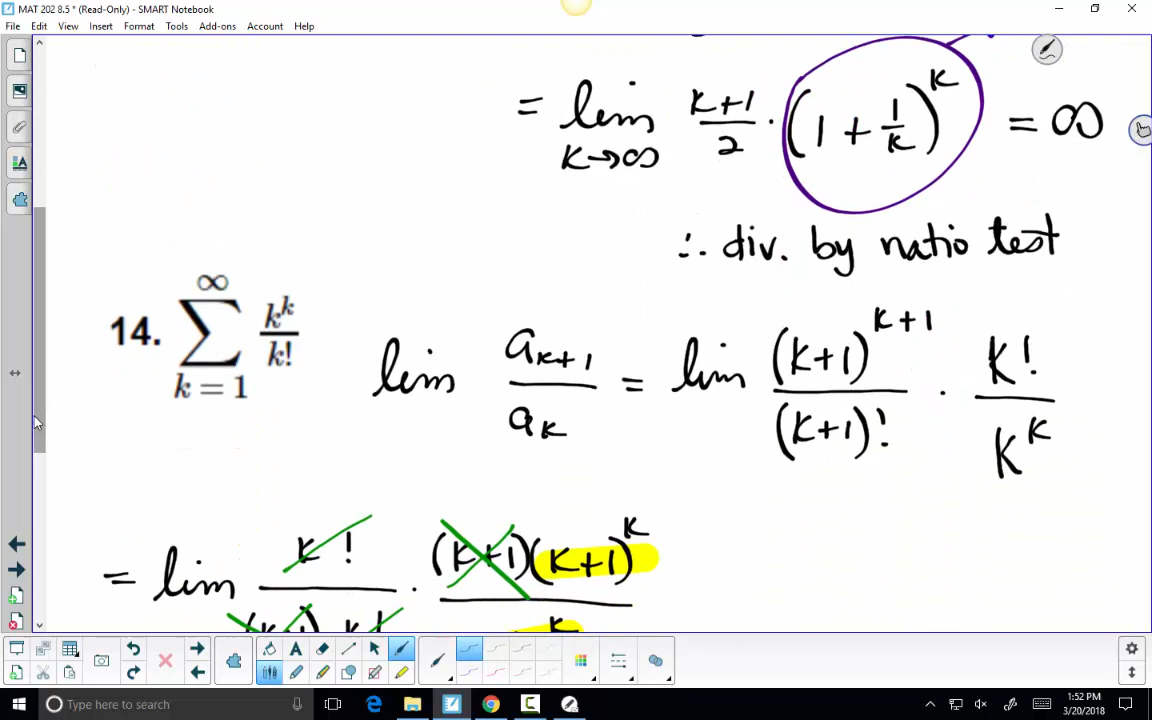 MAT 202 8.5 * (Read-Only) - SMART Notebook
File Edit View Insert Format Tools Add-ons Account Help
= lim k→∞ (k+1)/2 · (1 + 1/k)^k = ∞
∴ div. by ratio test
14. ∑_{k=1}^{∞} k^k/k! lim a_{k+1}/a_k = lim (k+1)^{k+1}/(k+1)! · k!/k^k
= lim k!/(k+1) k! · (k+1)(k+1)^k/k
Type here to search
1:52 PM
3/20/2018